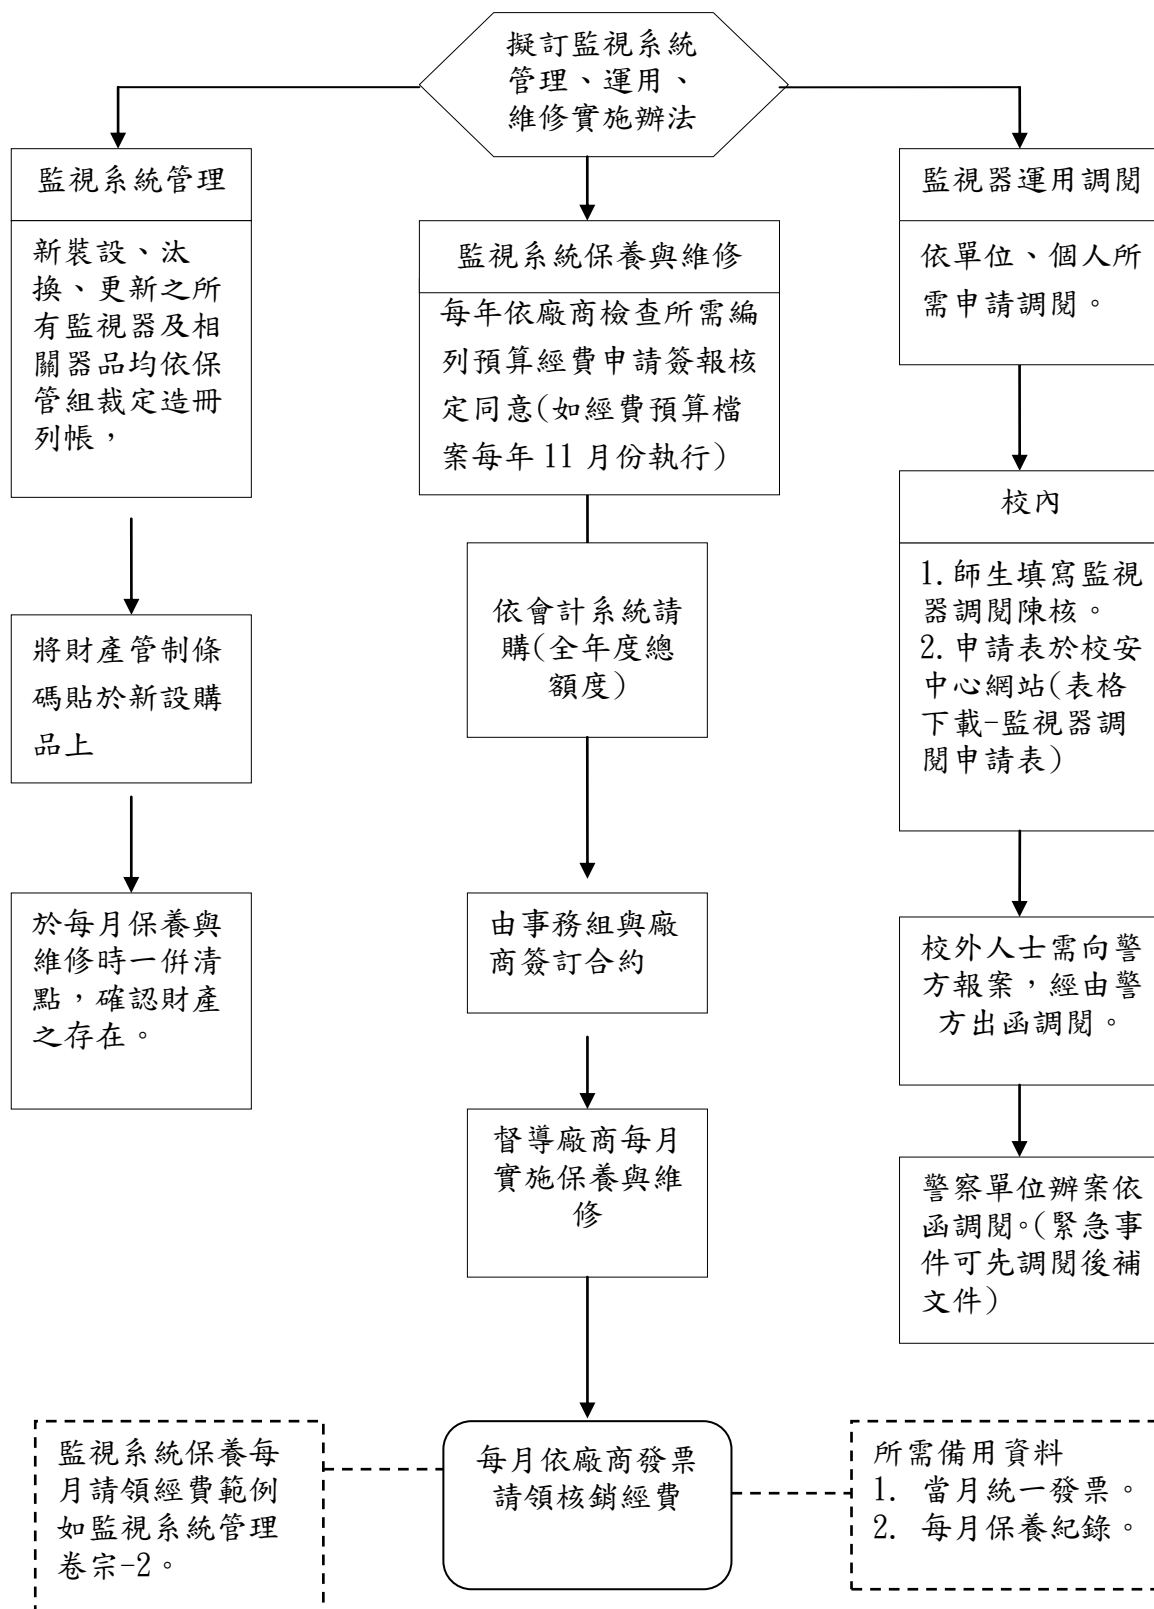 擬訂監視系統
管理、運用、
維修實施辦法
監視系統管理
新裝設、汰
換、更新之所
有監視器及相
關器品均依保
管組裁定造冊
列帳，
將財產管制條
碼貼於新設購
品上
於每月保養與
維修時一併清
點，確認財產
之存在。
監視系統保養與維修
每年依廠商檢查所需編
列預算經費申請簽報核
定同意(如經費預算檔
案每年 11 月份執行)
依會計系統請
購(全年度總
額度)
由事務組與廠
商簽訂合約
督導廠商每月
實施保養與維
修
每月依廠商發票
請領核銷經費
監視器運用調閱
依單位、個人所
需申請調閱。
校內
1.師生填寫監視
器調閱陳核。
2.申請表於校安
中心網站(表格
下載-監視器調
閱申請表)
校外人士需向警
方報案，經由警
方出函調閱。
警察單位辦案依
函調閱。(緊急事
件可先調閱後補
文件)
監視系統保養每
月請領經費範例
如監視系統管理
卷宗-2。
所需備用資料
1. 當月統一發票。
2. 每月保養紀錄。